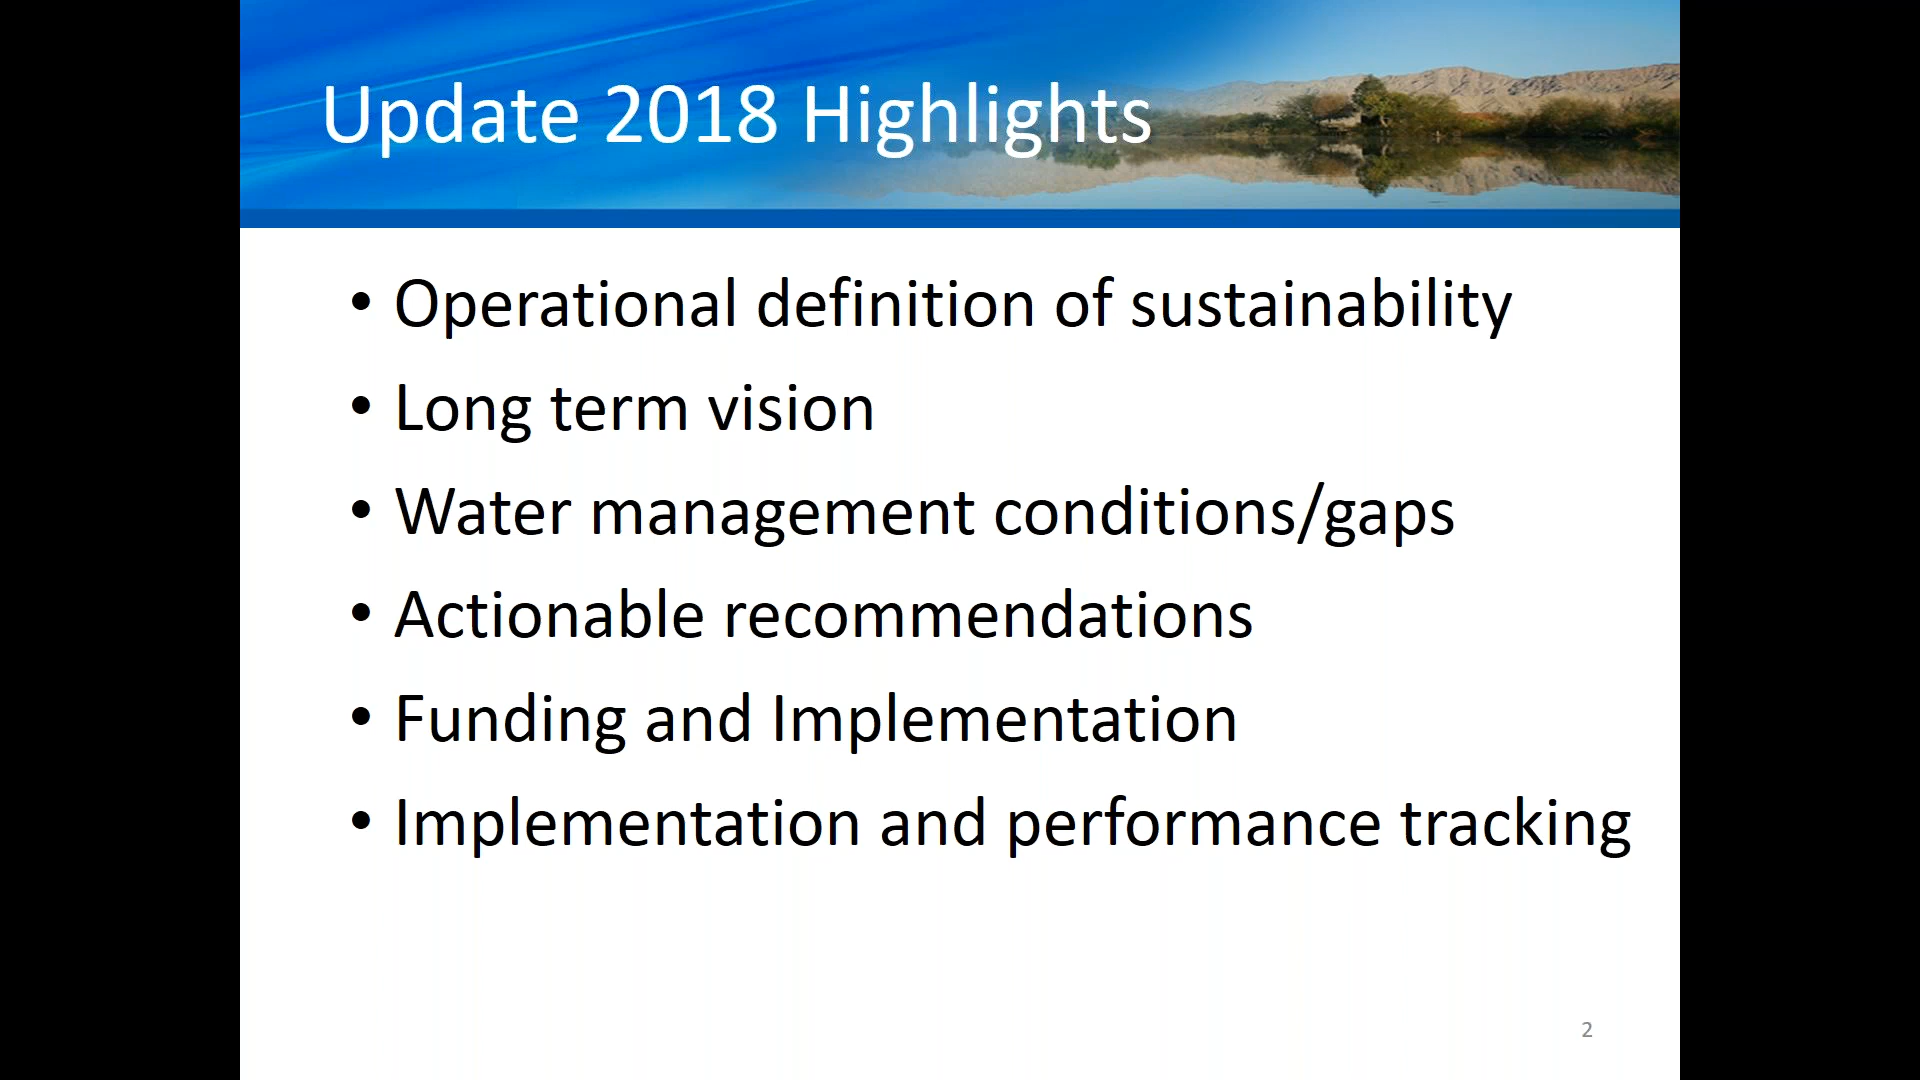 Update 2018 Highlights
• Operational definition of sustainability
• Long term vision
• Water management conditions/gaps
• Actionable recommendations
• Funding and Implementation
• Implementation and performance tracking
2